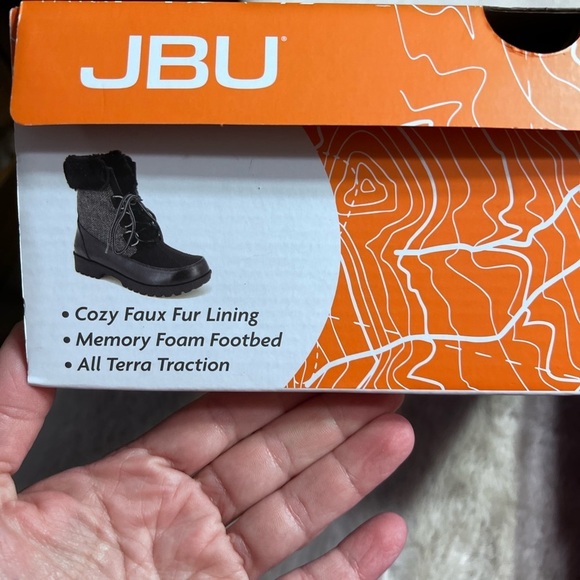 JBU®
• Cozy Faux Fur Lining
• Memory Foam Footbed
• All Terra Traction